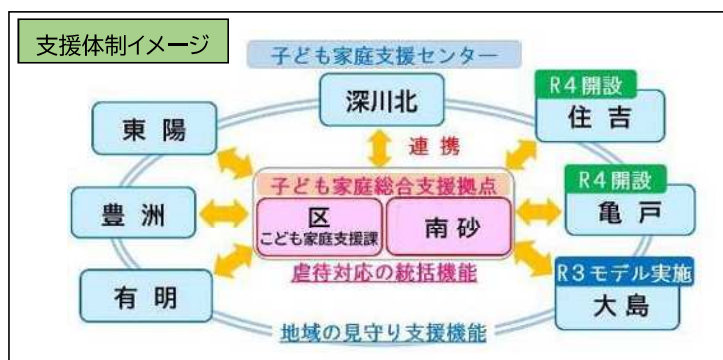 支援体制イメージ
子ども家庭支援センター
深川北
R4開設
住吉
東陽
連携
子ども家庭総合支援拠点
R4開設
亀戸
豊洲
区
こども家庭支援課
南砂
虐待対応の統括機能
R3モデル実施
大島
有明
地域の見守り支援機能